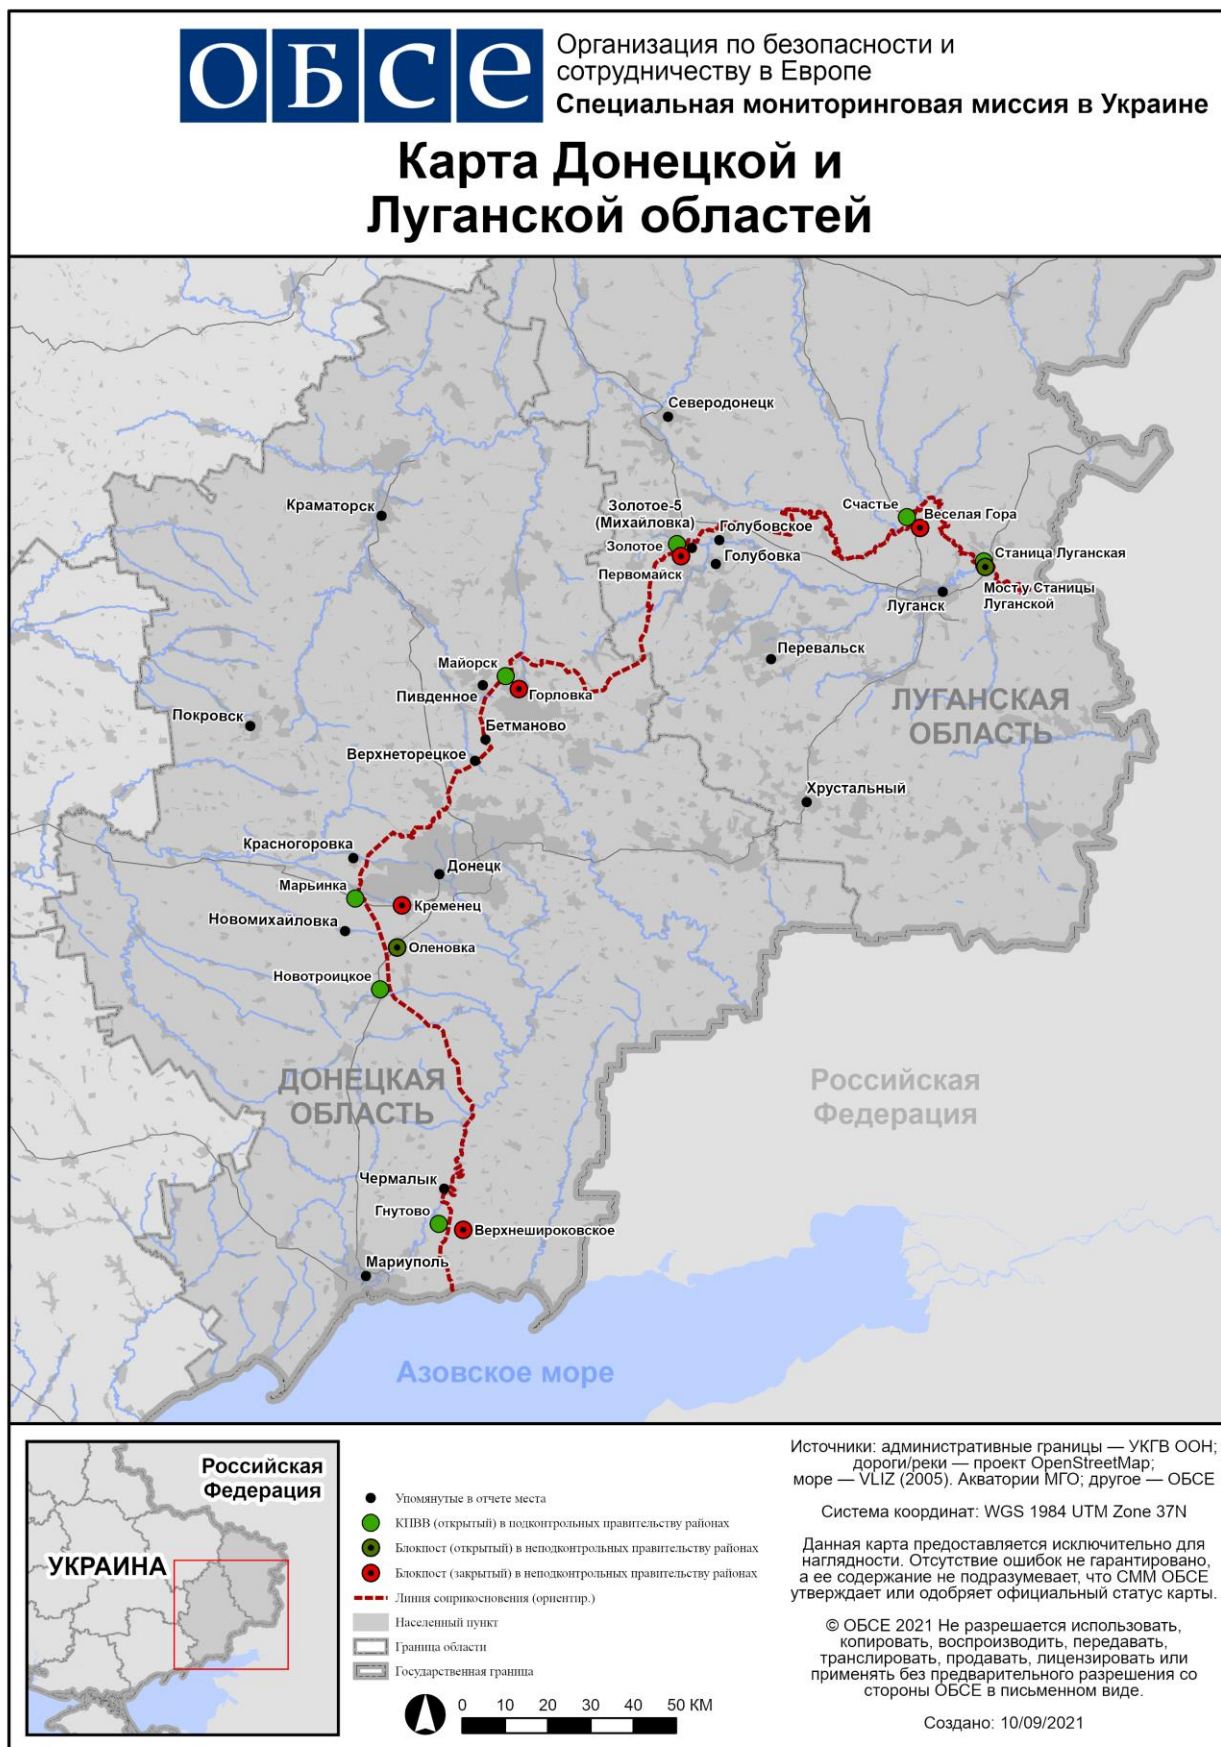 ОБСЕ
Организация по безопасности и
сотрудничеству в Европе
Специальная мониторинговая миссия в Украине
Карта Донецкой и
Луганской областей
Северодонецк
Краматорск
Золотое-5
(Михайловка)
Голубовское
Счастье
Веселая Гора
Золотое
Голубовка
Станица Луганская
Первомайск
Мост у Станицы
Луганской
Луганск
Перевальск
Майорск
Пивденное
Горловка
ЛУГАНСКАЯ
ОБЛАСТЬ
Покровск
Бетманово
Верхнеторецкое
Хрустальный
Красногоровка
Донецк
Марьинка
Кременец
Новомихайловка
Оленовка
Новотроицкое
ДОНЕЦКАЯ
ОБЛАСТЬ
Российская
Федерация
Чермалык
Гнутово
Верхнешироковское
Мариуполь
Азовское море
Российская
Федерация
УКРАИНА
Упомянутые в отчете места
КПВВ (открытый) в подконтрольных правительству районах
Блокпост (открытый) в неподконтрольных правительству районах
Блокпост (закрытый) в неподконтрольных правительству районах
Линия соприкосновения (ориентир.)
Населенный пункт
Граница области
Государственная граница
0 10 20 30 40 50 КМ
Источники: административные границы — УКГВ ООН;
дороги/реки — проект OpenStreetMap;
море — VLIZ (2005). Акватории МГО; другое — ОБСЕ
Система координат: WGS 1984 UTM Zone 37N
Данная карта предоставляется исключительно для
наглядности. Отсутствие ошибок не гарантировано,
а ее содержание не подразумевает, что СММ ОБСЕ
утверждает или одобряет официальный статус карты.
© ОБСЕ 2021 Не разрешается использовать,
копировать, воспроизводить, передавать,
транслировать, продавать, лицензировать или
применять без предварительного разрешения со
стороны ОБСЕ в письменном виде.
Создано: 10/09/2021